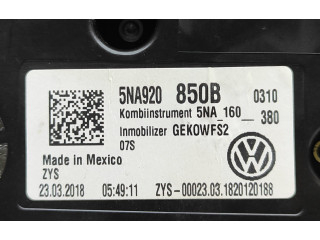 5NA920 850B 0310
Kombiinstrument 5NA_160__ 380
Inmobilizer GEKOWFS2
07S
Made in Mexico
ZYS
23.03.2018 05:49:11 ZYS-00023.03.1820120188